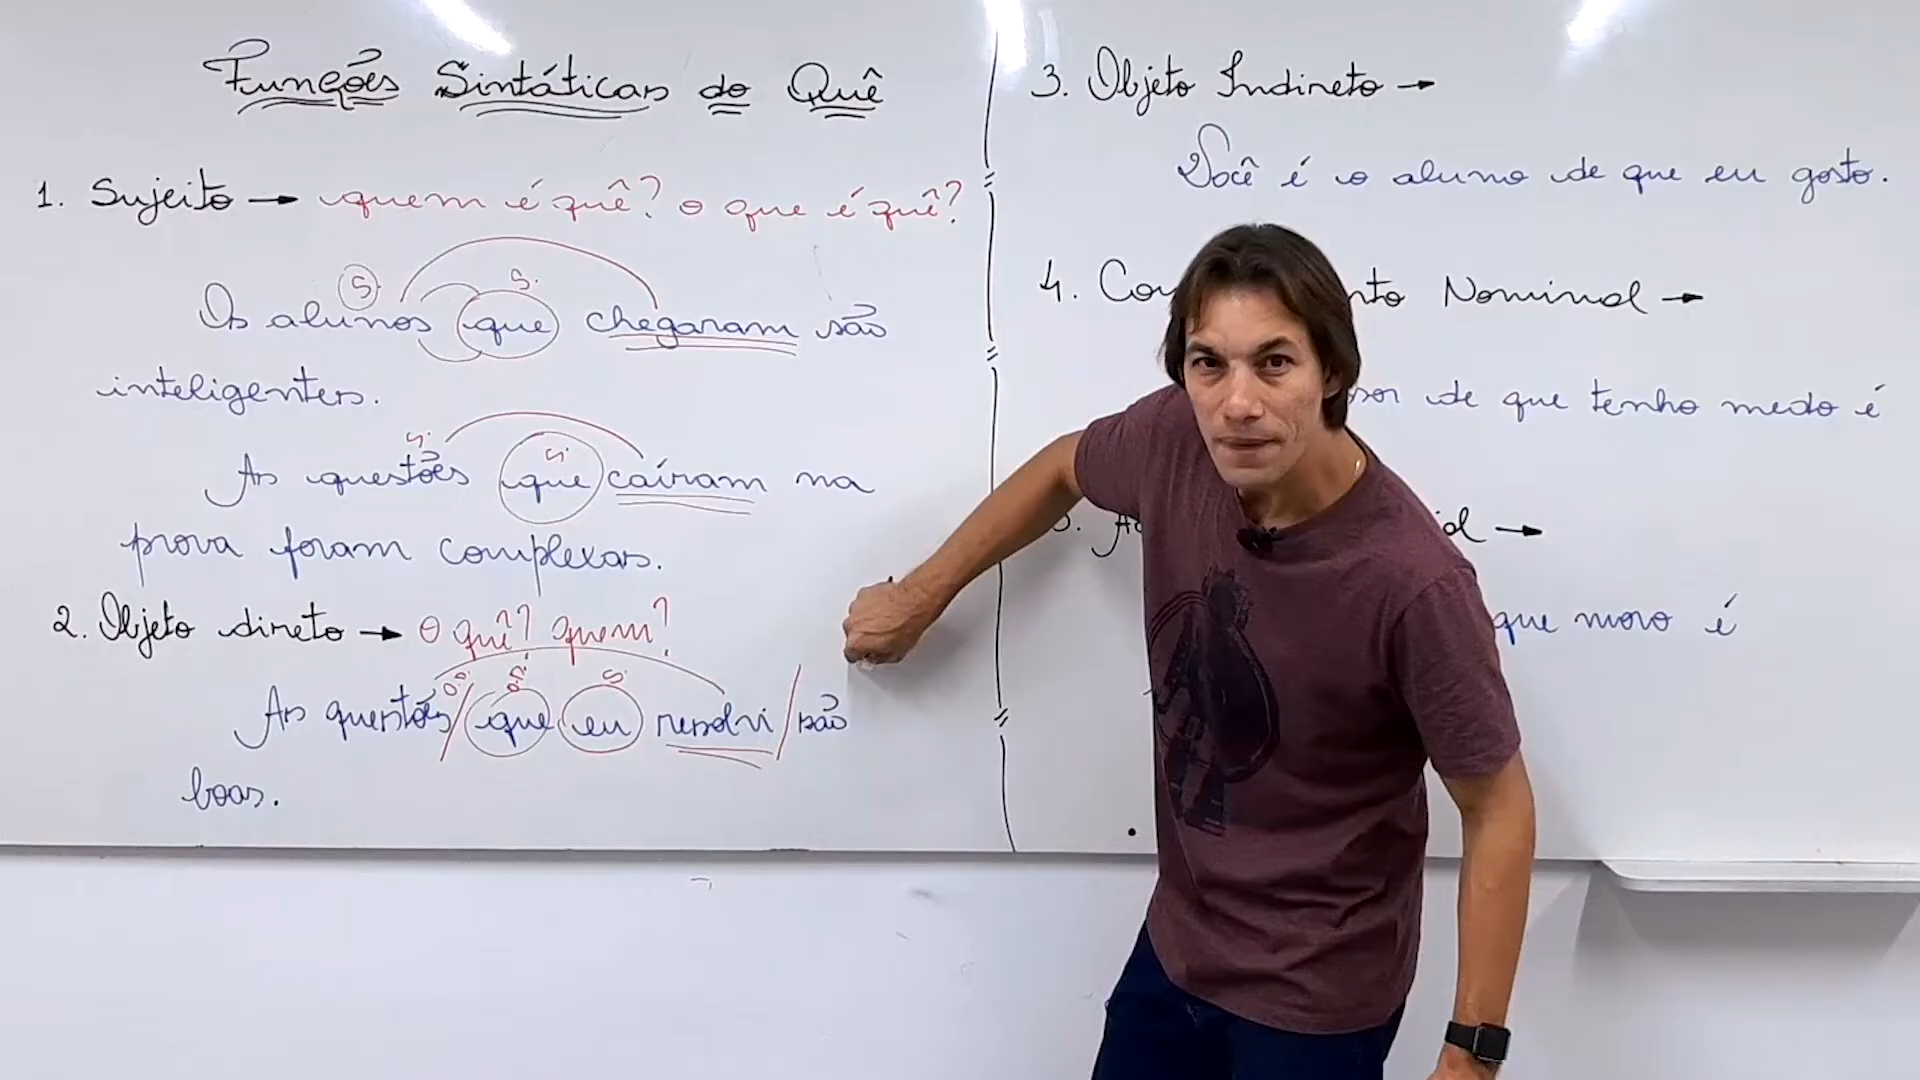 Funções Sintáticas do Quê
1. Sujeito → quem é quê? o que é quê?
S. S.
Os alunos que chegaram são
inteligentes.
S. S.
As questões que caíram na
prova foram complexas.
2. Objeto direto → O quê? quem?
O.D. O.D. S.
As questões / que eu resolvi / são
boas.
3. Objeto Indireto →
Você é o aluno de que eu gosto.
4. Nominal →
de que tenho medo é
que moro é